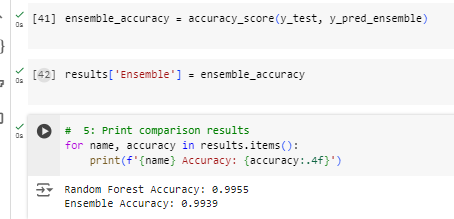 [41] ensemble_accuracy = accuracy_score(y_test, y_pred_ensemble)
0s
[42] results['Ensemble'] = ensemble_accuracy
0s
#  5: Print comparison results
for name, accuracy in results.items():
0s
    print(f'{name} Accuracy: {accuracy:.4f}')
Random Forest Accuracy: 0.9955
Ensemble Accuracy: 0.9939